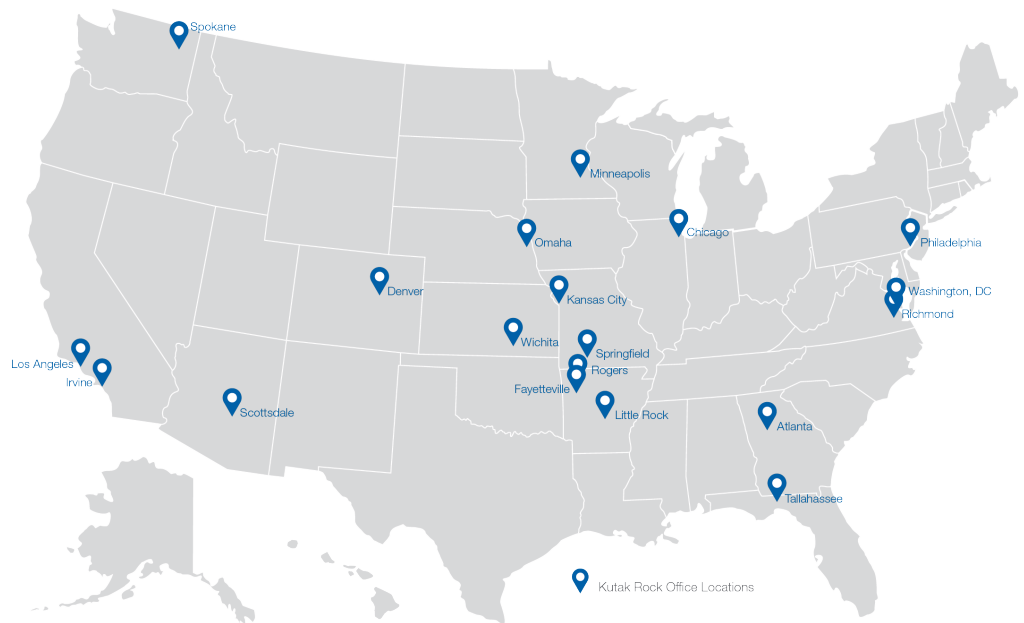 Spokane
Minneapolis
Chicago
Omaha
Philadelphia
Denver
Washington, DC
Kansas City
Richmond
Wichita
Springfield
Los Angeles
Rogers
Irvine
Fayetteville
Scottsdale
Little Rock
Atlanta
Tallahassee
Kutak Rock Office Locations